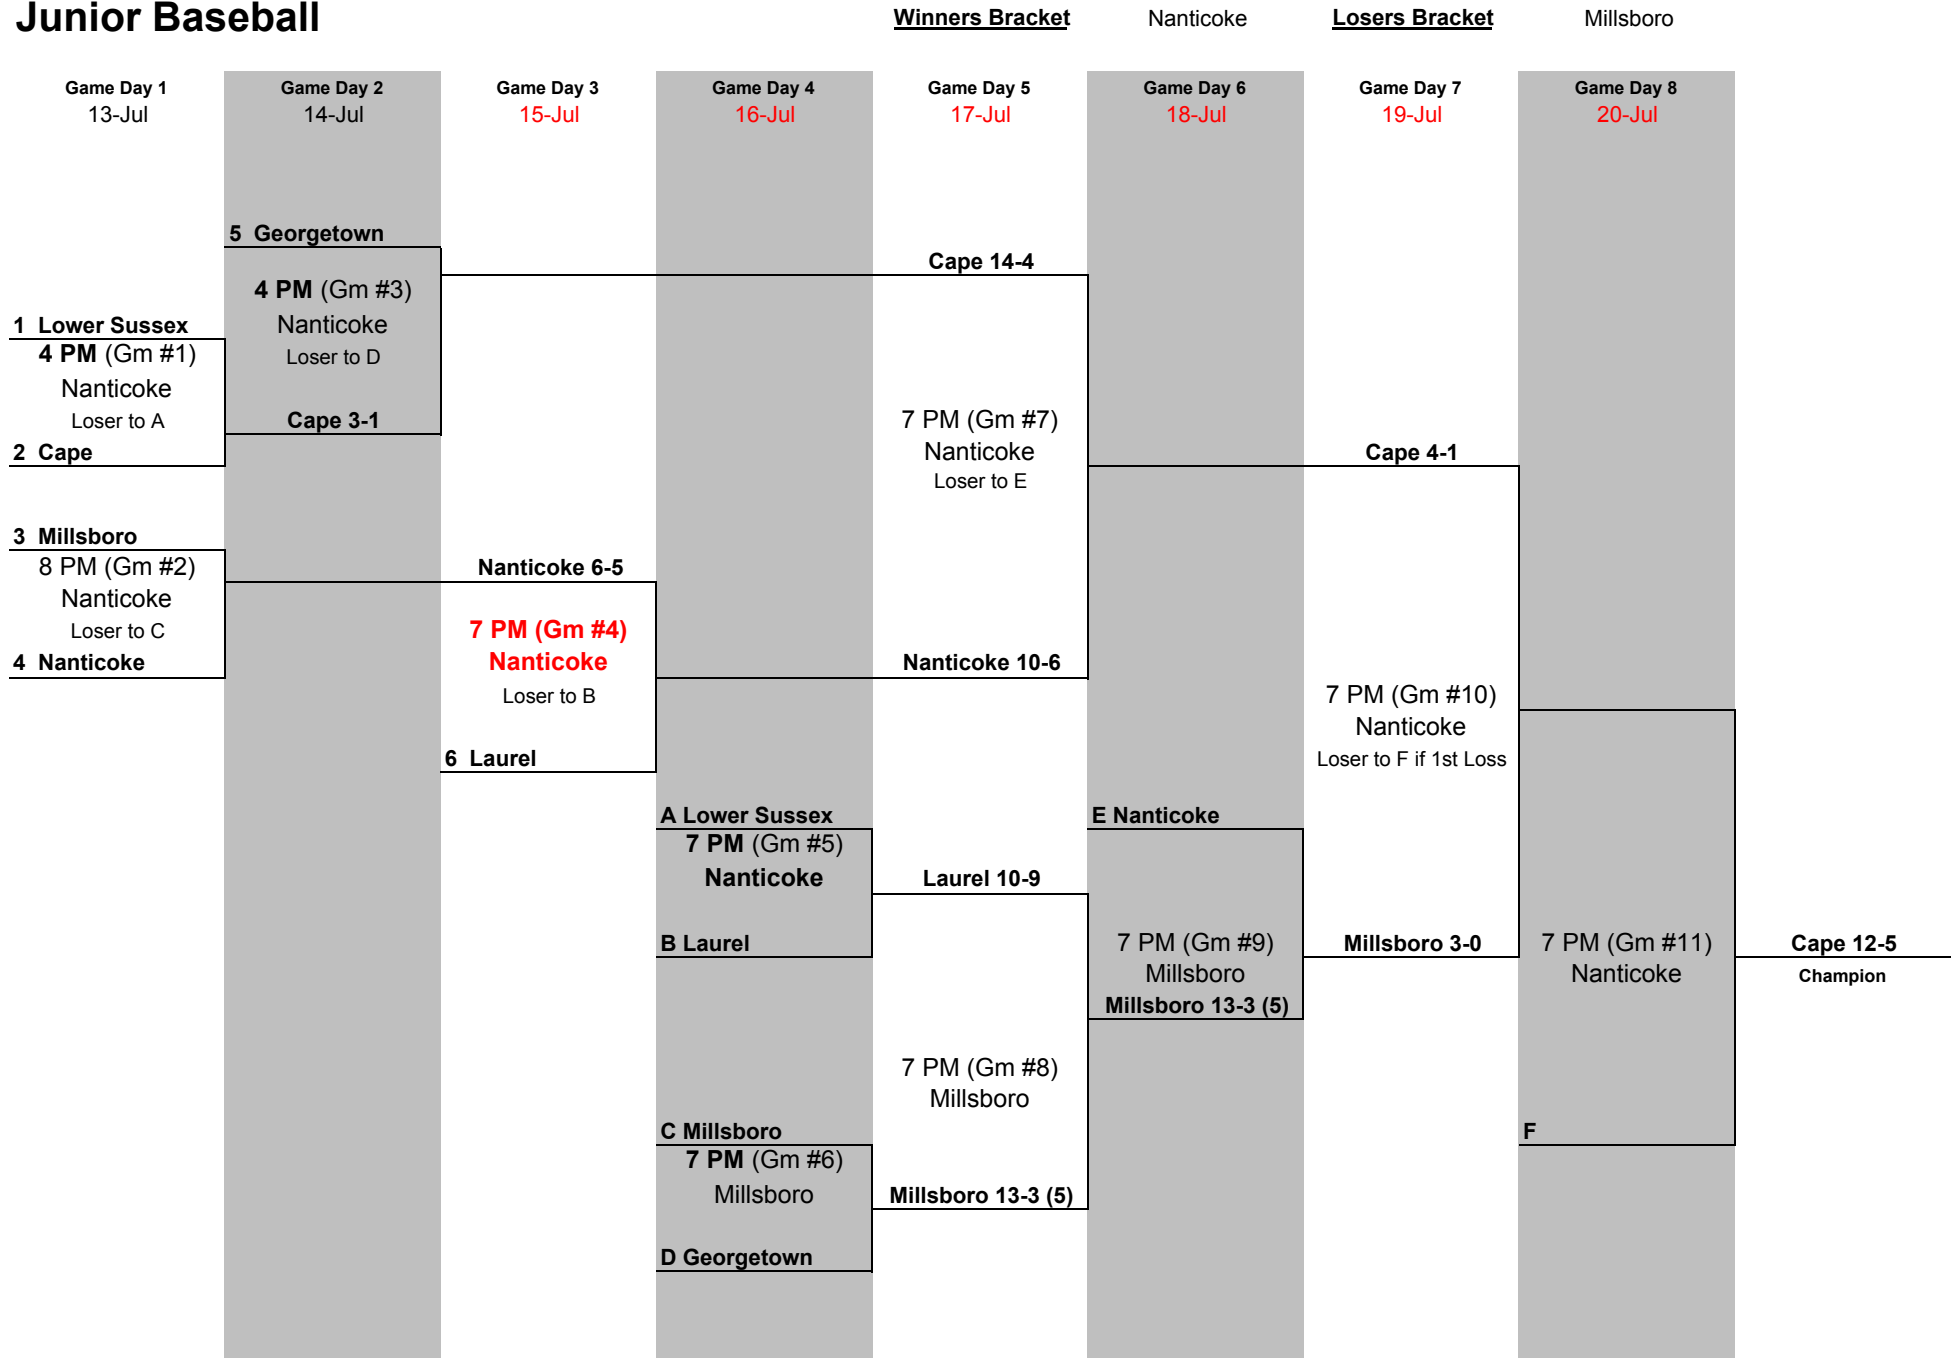 Junior Baseball
Winners Bracket Nanticoke Losers Bracket Millsboro
Game Day 1 Game Day 2 Game Day 3 Game Day 4 Game Day 5 Game Day 6 Game Day 7 Game Day 8
13-Jul 14-Jul 15-Jul 16-Jul 17-Jul 18-Jul 19-Jul 20-Jul
5 Georgetown
4 PM (Gm #3)
Nanticoke
Loser to D
Cape 3-1
1 Lower Sussex
4 PM (Gm #1)
Nanticoke
Loser to A
2 Cape
3 Millsboro
8 PM (Gm #2)
Nanticoke
Loser to C
4 Nanticoke
Nanticoke 6-5
7 PM (Gm #4)
Nanticoke
Loser to B
6 Laurel
Cape 14-4
7 PM (Gm #7)
Nanticoke
Loser to E
Nanticoke 10-6
A Lower Sussex
7 PM (Gm #5)
Nanticoke
B Laurel
C Millsboro
7 PM (Gm #6)
Millsboro
D Georgetown
Laurel 10-9
7 PM (Gm #8)
Millsboro
Millsboro 13-3 (5)
E Nanticoke
7 PM (Gm #9)
Millsboro
Millsboro 13-3 (5)
Cape 4-1
7 PM (Gm #10)
Nanticoke
Loser to F if 1st Loss
Millsboro 3-0
7 PM (Gm #11)
Nanticoke
F
Cape 12-5
Champion